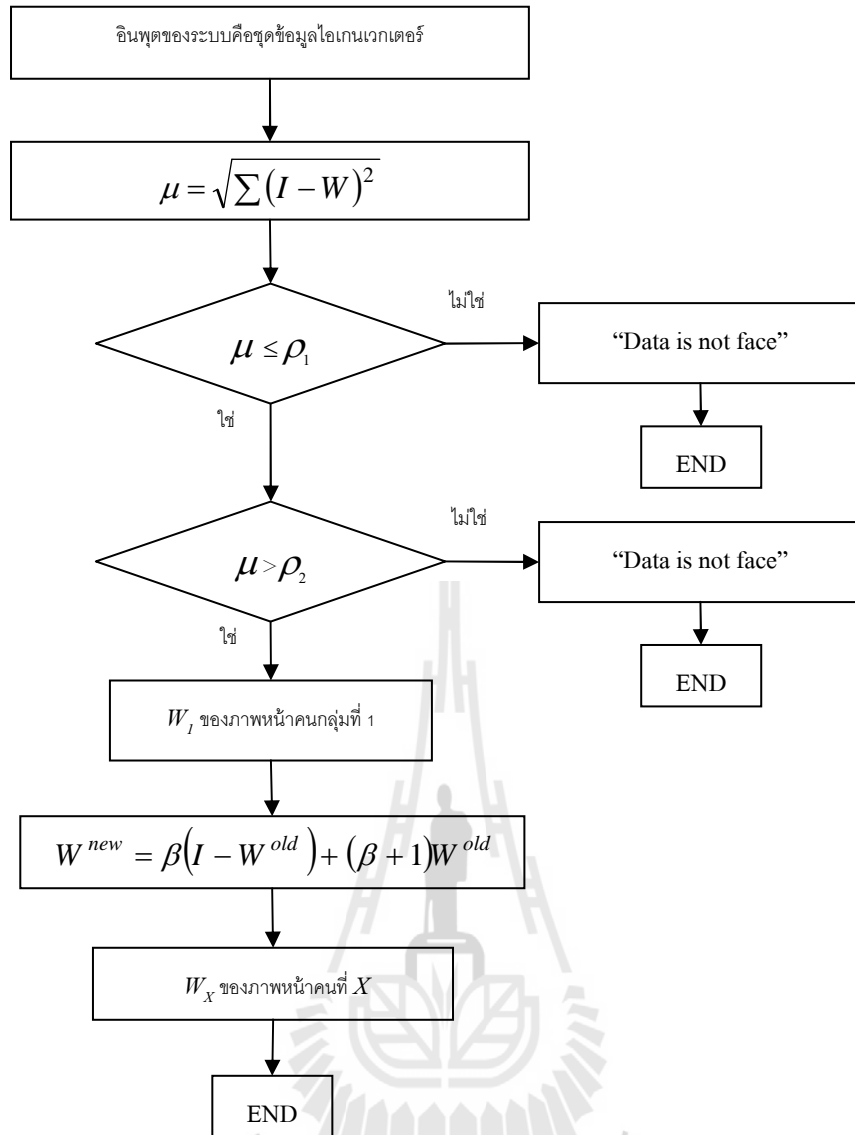 อินพุตของระบบคือชุดข้อมูลไอเกนเวกเตอร์
μ = √∑(I − W)²
μ ≤ ρ₁
ไม่ใช่
“Data is not face”
END
ใช่
μ > ρ₂
ไม่ใช่
“Data is not face”
END
ใช่
W₁ ของภาพหน้าคนกลุ่มที่ 1
W^new = β(I − W^old) + (β + 1)W^old
W_X ของภาพหน้าคนที่ X
END